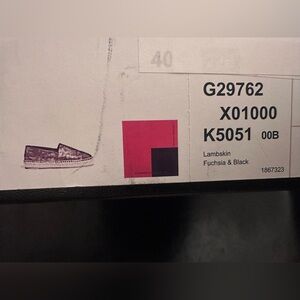 40
G29762
X01000
K5051 00B
Lambskin
Fuchsia & Black
1867323